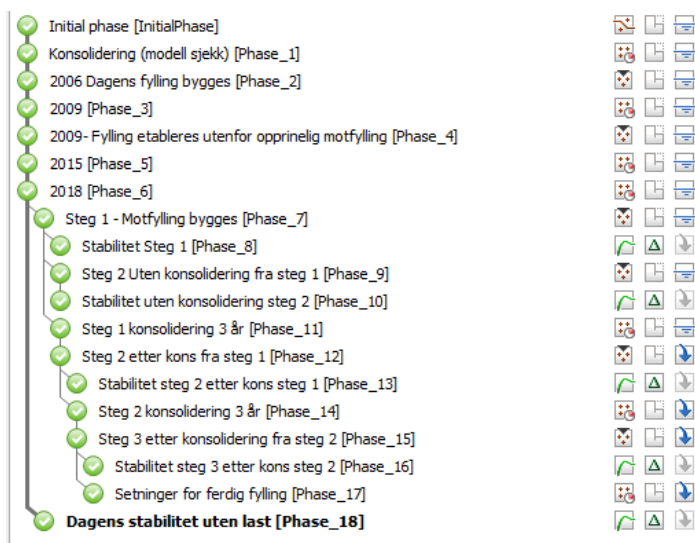 Initial phase [InitialPhase]
Konsolidering (modell sjekk) [Phase_1]
2006 Dagens fylling bygges [Phase_2]
2009 [Phase_3]
2009- Fylling etableres utenfor opprinelig motfylling [Phase_4]
2015 [Phase_5]
2018 [Phase_6]
Steg 1 - Motfylling bygges [Phase_7]
Stabilitet Steg 1 [Phase_8]
Steg 2 Uten konsolidering fra steg 1 [Phase_9]
Stabilitet uten konsolidering steg 2 [Phase_10]
Steg 1 konsolidering 3 år [Phase_11]
Steg 2 etter kons fra steg 1 [Phase_12]
Stabilitet steg 2 etter kons steg 1 [Phase_13]
Steg 2 konsolidering 3 år [Phase_14]
Steg 3 etter konsolidering fra steg 2 [Phase_15]
Stabilitet steg 3 etter kons steg 2 [Phase_16]
Setninger for ferdig fylling [Phase_17]
Dagens stabilitet uten last [Phase_18]